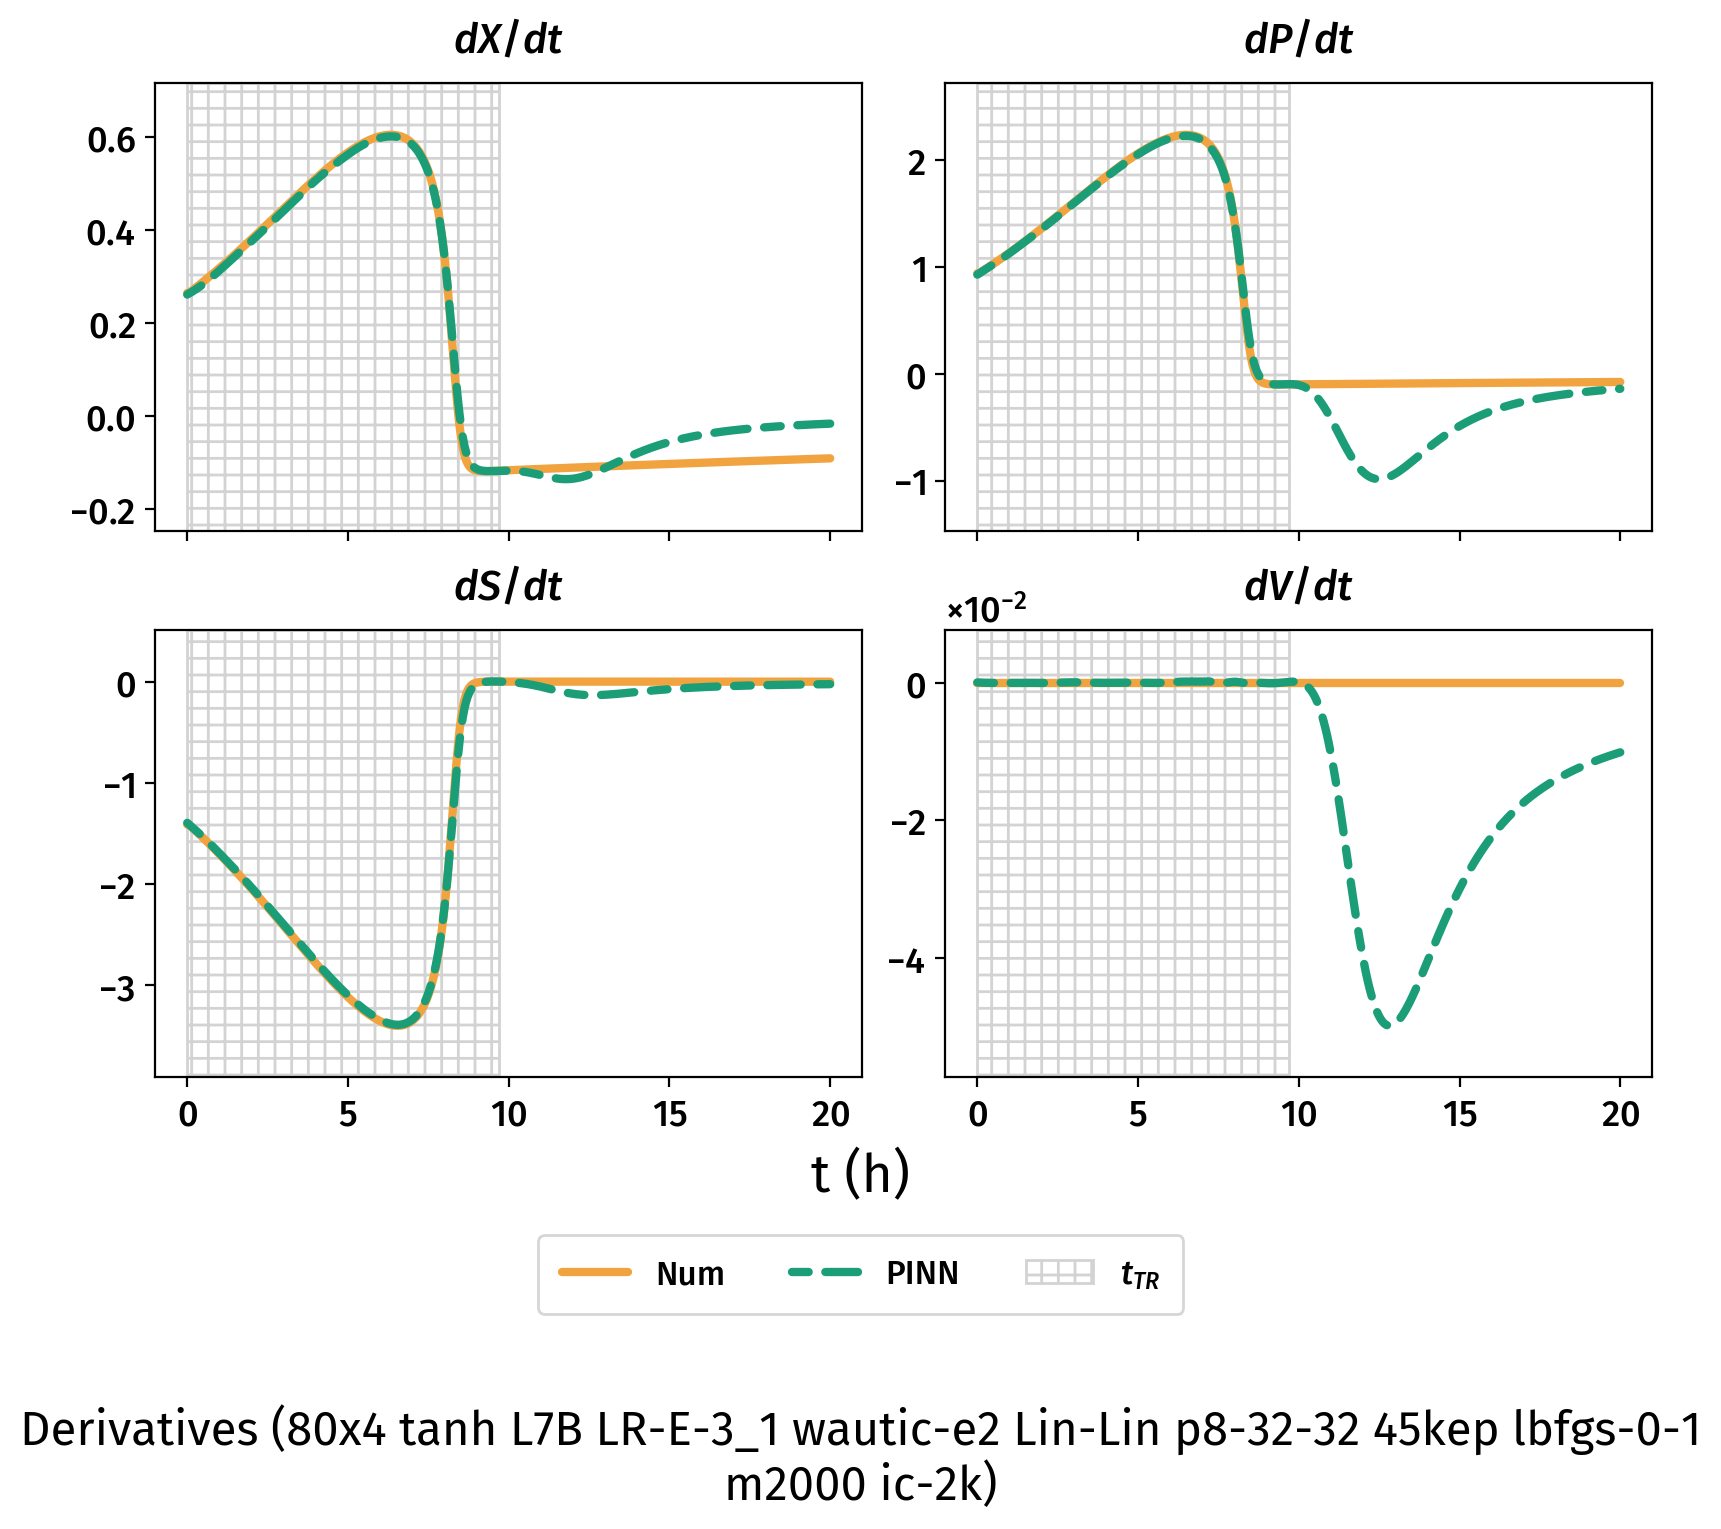 dX/dt
dP/dt
0.6
0.4
0.2
0.0
−0.2
2
1
0
−1
dS/dt
dV/dt
×10⁻²
0
−1
−2
−3
0
−2
−4
0 5 10 15 20
0 5 10 15 20
t (h)
Num PINN t_TR
Derivatives (80x4 tanh L7B LR-E-3_1 wautic-e2 Lin-Lin p8-32-32 45kep lbfgs-0-1
m2000 ic-2k)